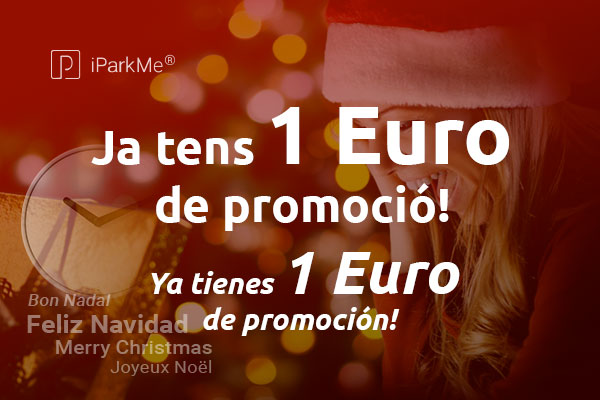 iParkMe®
Ja tens 1 Euro
de promoció!
Ya tienes 1 Euro
de promoción!
Bon Nadal
Feliz Navidad
Merry Christmas
Joyeux Noël